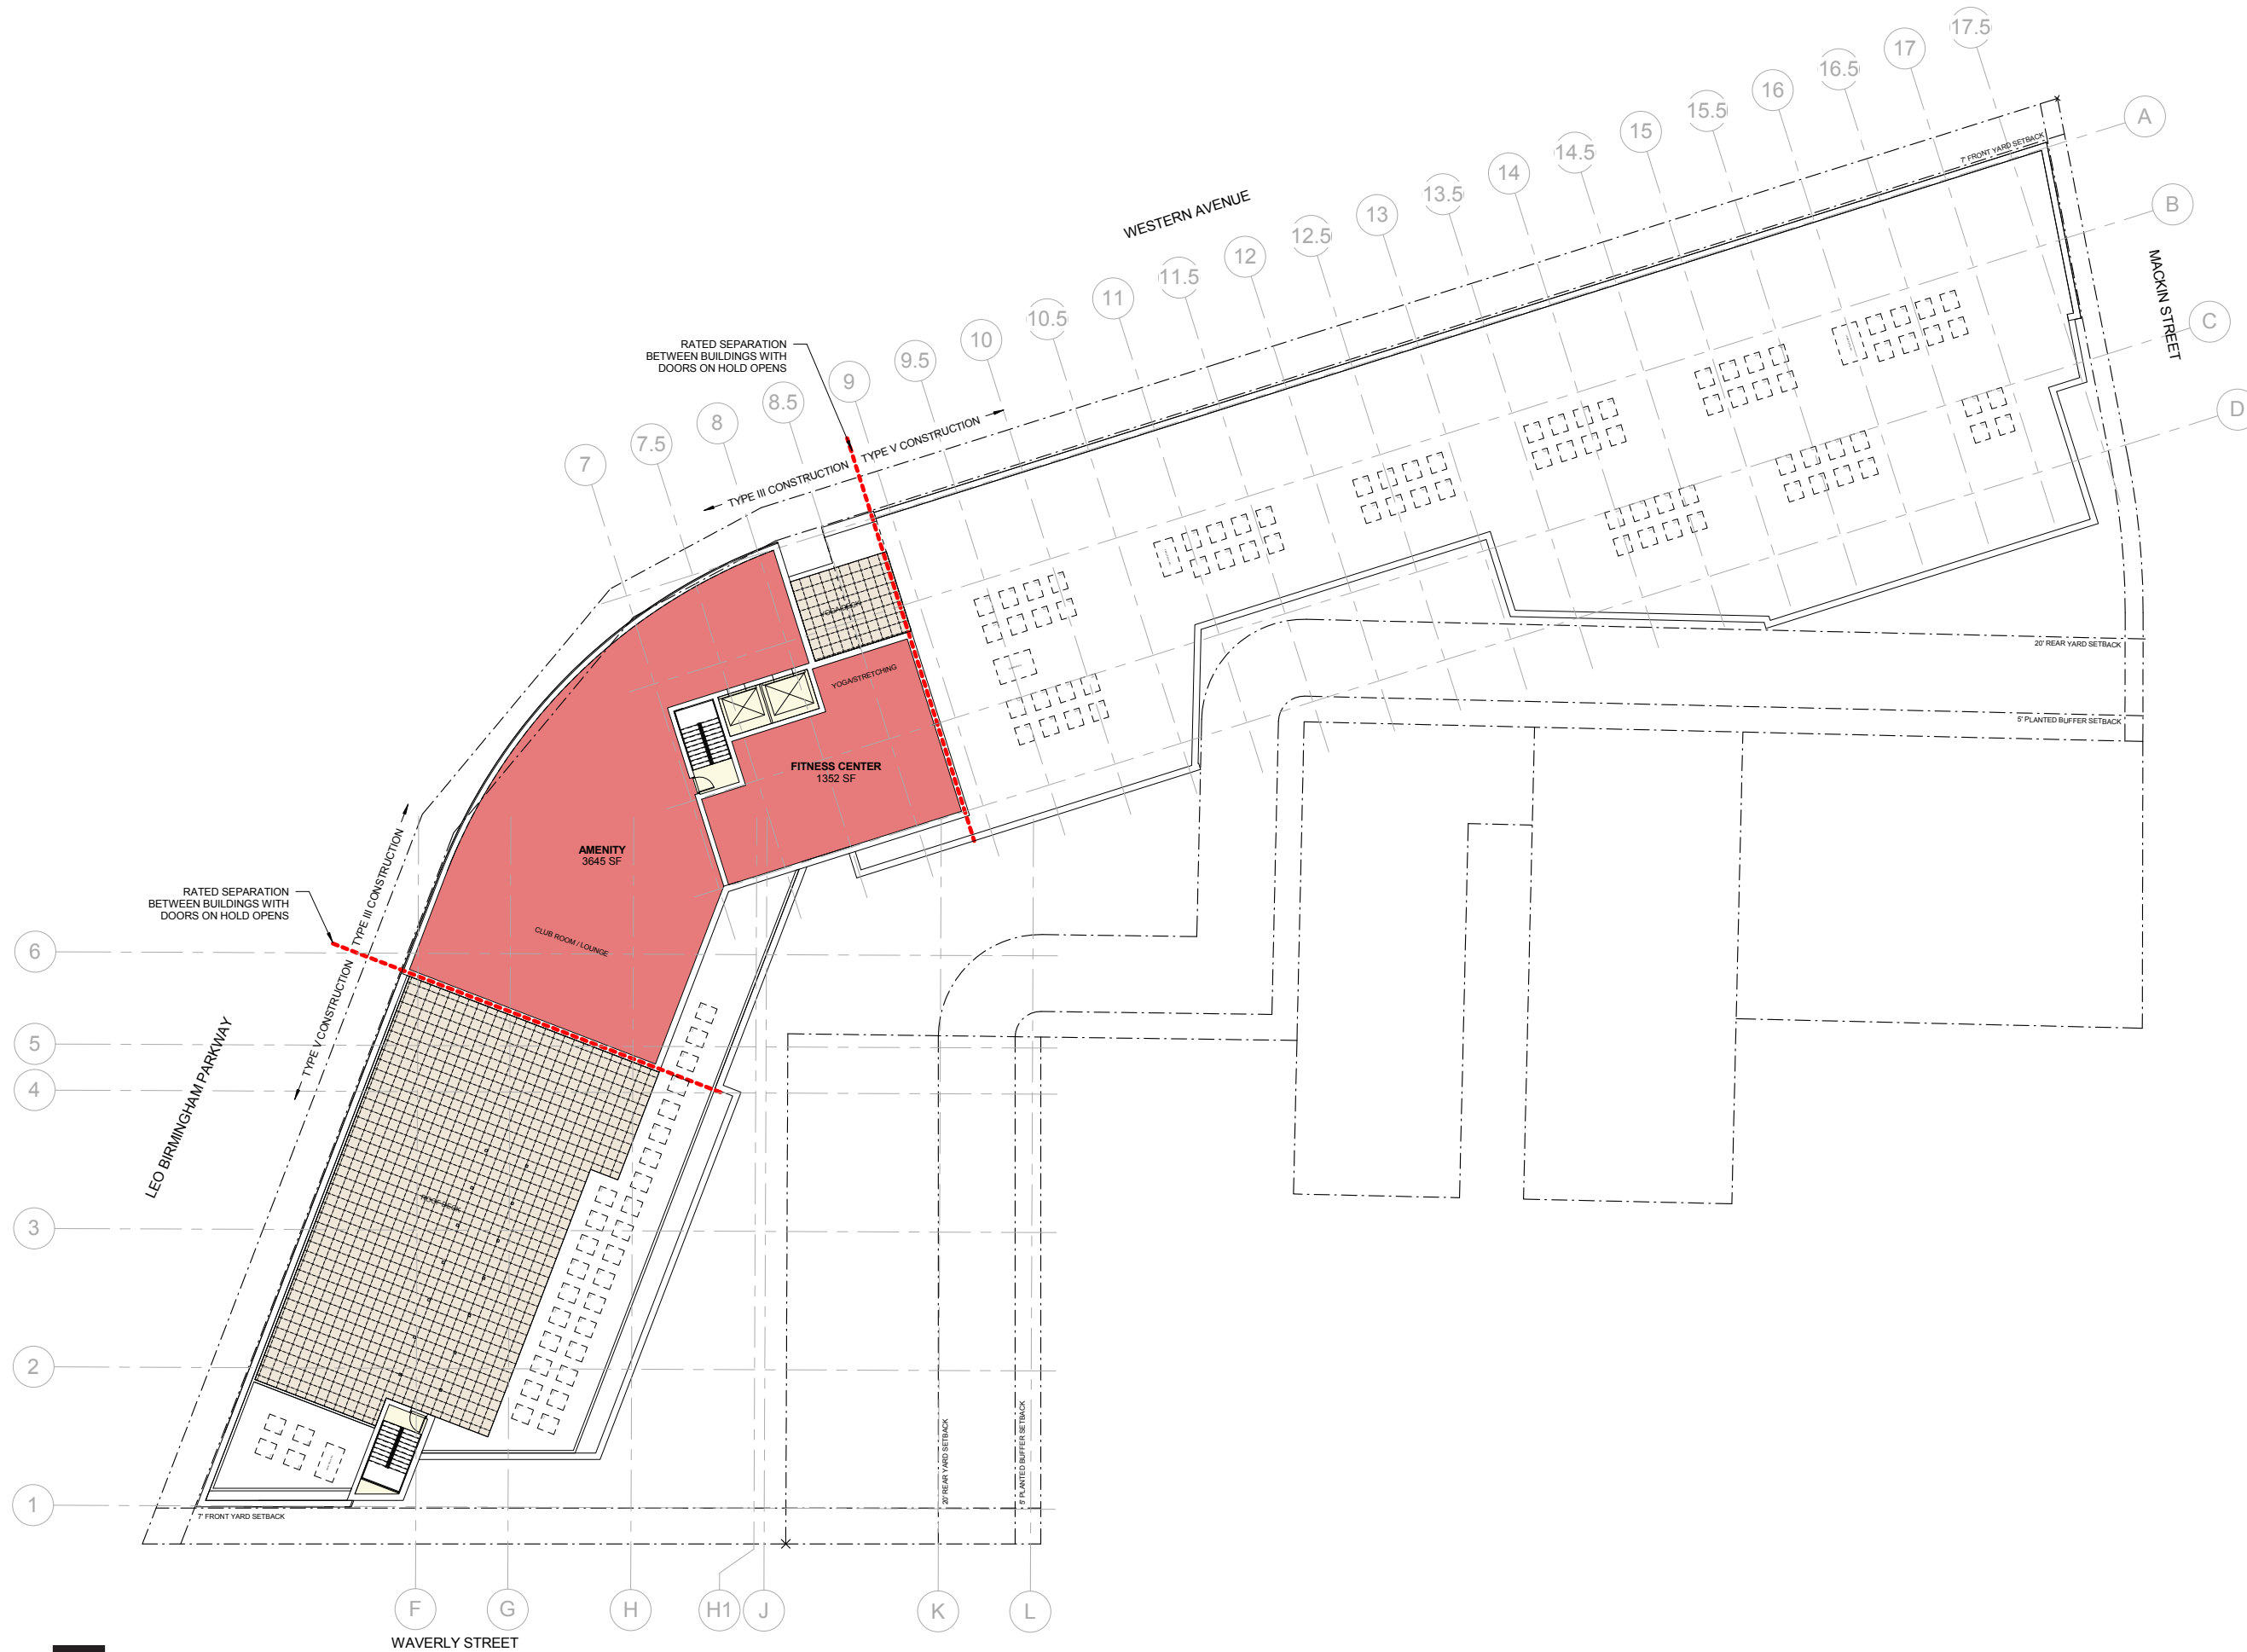 17.5
17
16.5
16
15.5
15
14.5
14
13.5
13
12.5
12
11.5
11
10.5
10
9.5
9
8.5
8
7.5
7
A
B
C
D
7' FRONT YARD SETBACK
WESTERN AVENUE
MACKIN STREET
RATED SEPARATION
BETWEEN BUILDINGS WITH
DOORS ON HOLD OPENS
TYPE V CONSTRUCTION
TYPE III CONSTRUCTION
YOGA DECK
YOGA/STRETCHING
20' REAR YARD SETBACK
5' PLANTED BUFFER SETBACK
FITNESS CENTER
1352 SF
AMENITY
3645 SF
CLUB ROOM / LOUNGE
RATED SEPARATION
BETWEEN BUILDINGS WITH
DOORS ON HOLD OPENS
TYPE III CONSTRUCTION
TYPE V CONSTRUCTION
LEO BIRMINGHAM PARKWAY
6
5
4
3
2
1
ROOF DECK
20' REAR YARD SETBACK
5' PLANTED BUFFER SETBACK
7' FRONT YARD SETBACK
F
G
H
H1
J
K
L
WAVERLY STREET